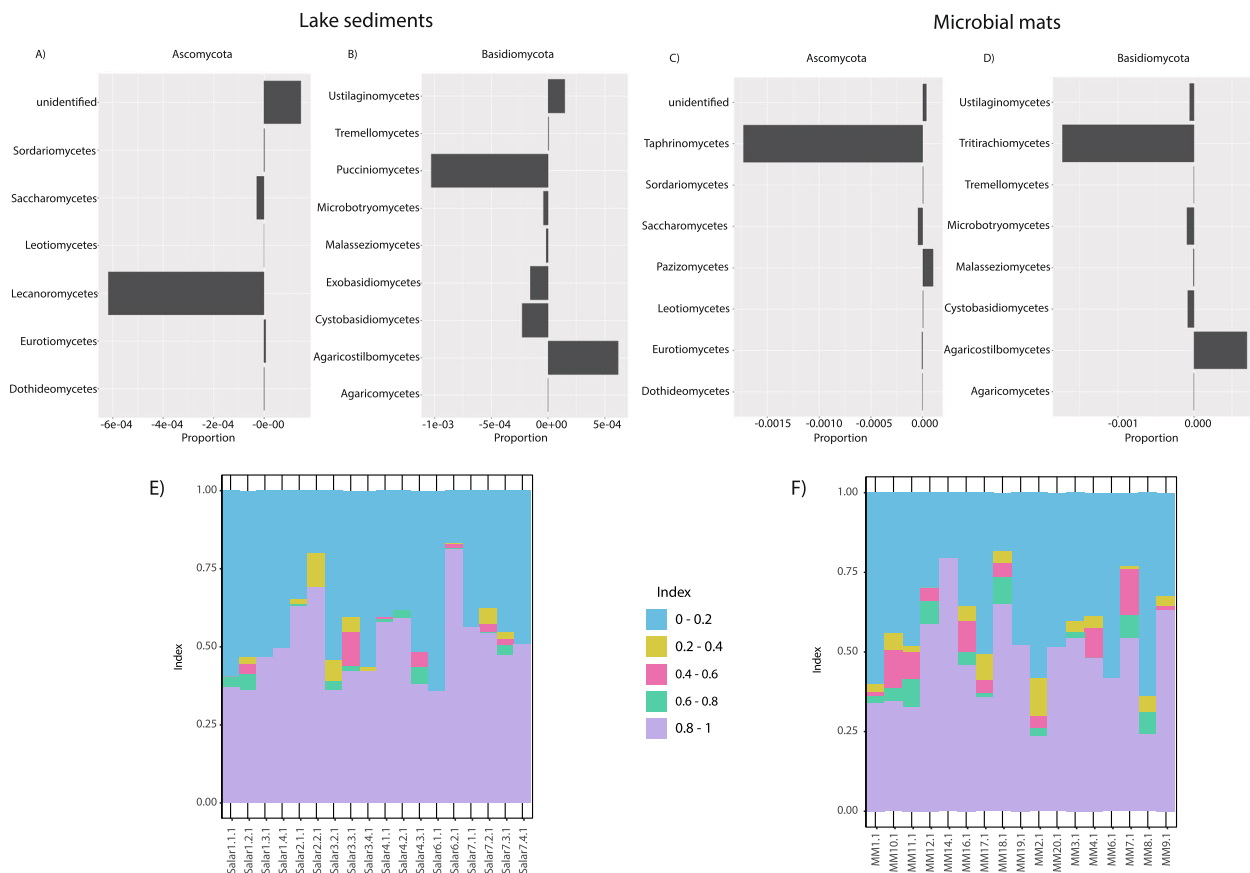 Lake sediments
Microbial mats
A)
Ascomycota
B)
Basidiomycota
C)
Ascomycota
D)
Basidiomycota
unidentified
Sordariomycetes
Saccharomycetes
Leotiomycetes
Lecanoromycetes
Eurotiomycetes
Dothideomycetes
-6e-04
-4e-04
-2e-04
-0e-00
Proportion
Ustilaginomycetes
Tremellomycetes
Pucciniomycetes
Microbotryomycetes
Malasseziomycetes
Exobasidiomycetes
Cystobasidiomycetes
Agaricostilbomycetes
Agaricomycetes
-1e-03
-5e-04
0e+00
5e-04
Proportion
unidentified
Taphrinomycetes
Sordariomycetes
Saccharomycetes
Pazizomycetes
Leotiomycetes
Eurotiomycetes
Dothideomycetes
-0.0015
-0.0010
-0.0005
0.000
Proportion
Ustilaginomycetes
Tritirachiomycetes
Tremellomycetes
Microbotryomycetes
Malasseziomycetes
Cystobasidiomycetes
Agaricostilbomycetes
Agaricomycetes
-0.001
0.000
Proportion
E)
Index
1.00
0.75
0.50
0.25
0.00
Salar1.1.1
Salar1.2.1
Salar1.3.1
Salar1.4.1
Salar2.1.1
Salar2.2.1
Salar3.2.1
Salar3.3.1
Salar3.4.1
Salar4.1.1
Salar4.2.1
Salar4.3.1
Salar6.1.1
Salar6.2.1
Salar7.1.1
Salar7.2.1
Salar7.3.1
Salar7.4.1
Index
0 - 0.2
0.2 - 0.4
0.4 - 0.6
0.6 - 0.8
0.8 - 1
F)
Index
1.00
0.75
0.50
0.25
0.00
MM1.1
MM10.1
MM11.1
MM12.1
MM14.1
MM16.1
MM17.1
MM18.1
MM19.1
MM2.1
MM20.1
MM3.1
MM4.1
MM6.1
MM7.1
MM8.1
MM9.1